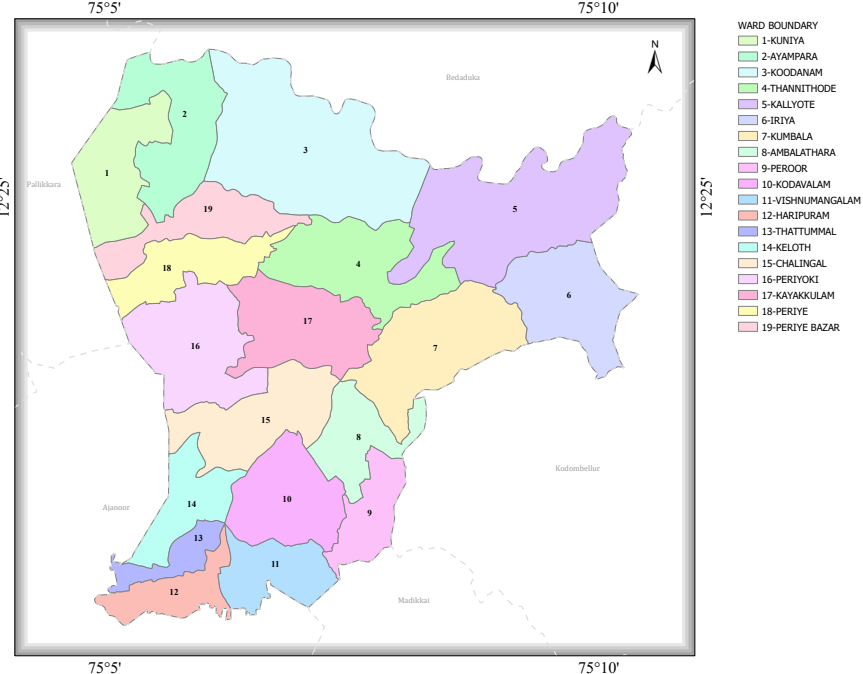 75°5'
75°10'
WARD BOUNDARY
1-KUNIYA
2-AYAMPARA
3-KOODANAM
4-THANNITHODE
5-KALLYOTE
6-IRIYA
7-KUMBALA
8-AMBALATHARA
9-PEROOR
10-KODAVALAM
11-VISHNUMANGALAM
12-HARIPURAM
13-THATTUMMAL
14-KELOTH
15-CHALINGAL
16-PERIYOKI
17-KAYAKKULAM
18-PERIYE
19-PERIYE BAZAR
N
Bedaduka
2
3
1
Pallikkara
12°25'
12°25'
19
5
4
18
6
17
16
7
15
8
Kodombellur
10
14
Ajanoor
9
13
11
12
Madikkai
75°5'
75°10'